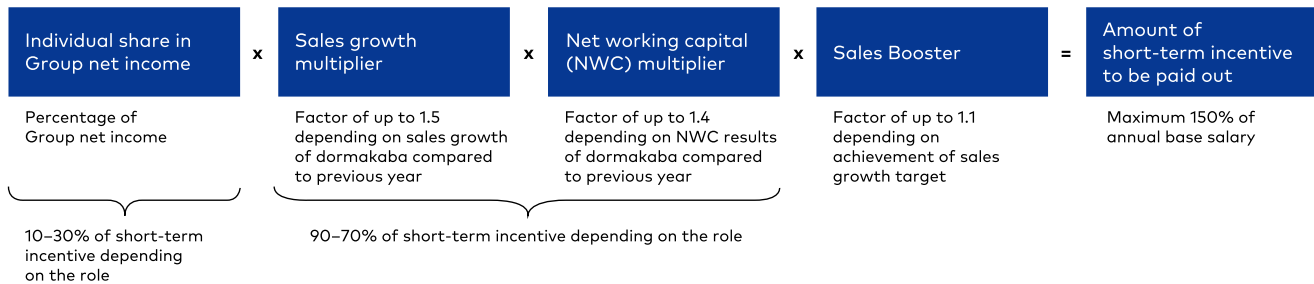 Individual share in
Group net income
x
Sales growth
multiplier
x
Net working capital
(NWC) multiplier
x
Sales Booster
=
Amount of
short-term incentive
to be paid out
Percentage of
Group net income
Factor of up to 1.5
depending on sales growth
of dormakaba compared
to previous year
Factor of up to 1.4
depending on NWC results
of dormakaba compared
to previous year
Factor of up to 1.1
depending on
achievement of sales
growth target
Maximum 150% of
annual base salary
10–30% of short-term
incentive depending
on the role
90–70% of short-term incentive depending on the role